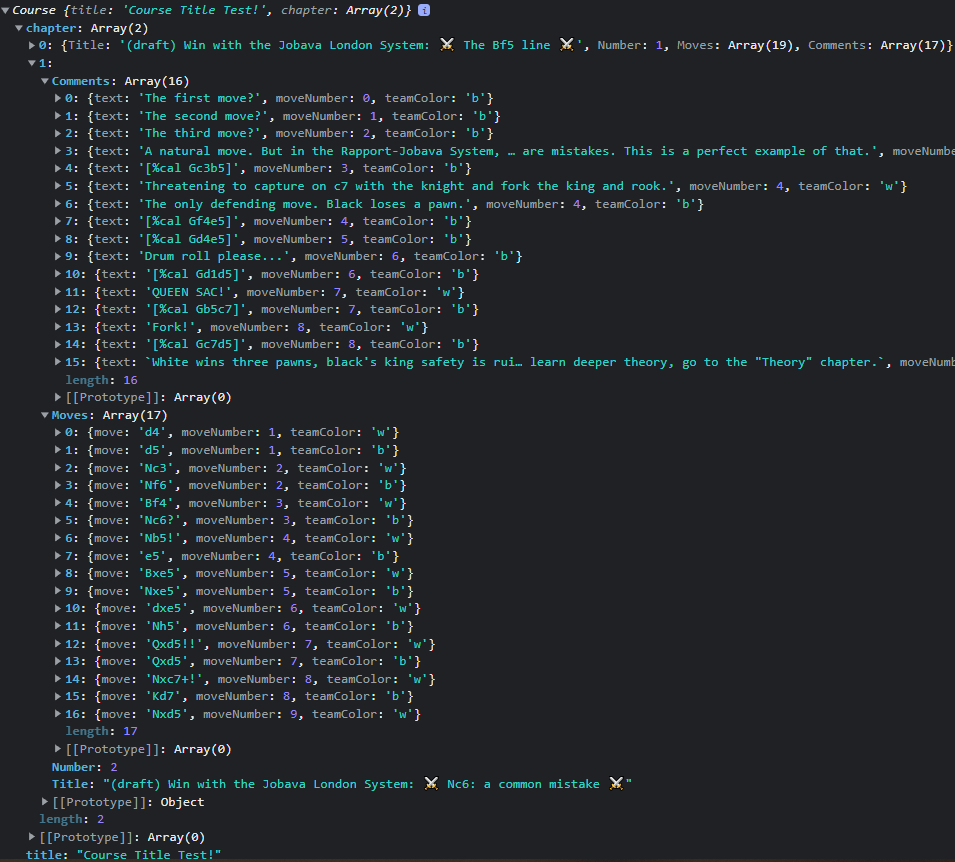 Course {title: 'Course Title Test!', chapter: Array(2)} i
chapter: Array(2)
0: {Title: '(draft) Win with the Jobava London System: ⚔️ The Bf5 line ⚔️', Number: 1, Moves: Array(19), Comments: Array(17)}
1:
Comments: Array(16)
0: {text: 'The first move?', moveNumber: 0, teamColor: 'b'}
1: {text: 'The second move?', moveNumber: 1, teamColor: 'b'}
2: {text: 'The third move?', moveNumber: 2, teamColor: 'b'}
3: {text: 'A natural move. But in the Rapport-Jobava System, … are mistakes. This is a perfect example of that.', moveNumbe
4: {text: '[%cal Gc3b5]', moveNumber: 3, teamColor: 'b'}
5: {text: 'Threatening to capture on c7 with the knight and fork the king and rook.', moveNumber: 4, teamColor: 'w'}
6: {text: 'The only defending move. Black loses a pawn.', moveNumber: 4, teamColor: 'b'}
7: {text: '[%cal Gf4e5]', moveNumber: 4, teamColor: 'b'}
8: {text: '[%cal Gd4e5]', moveNumber: 5, teamColor: 'b'}
9: {text: 'Drum roll please...', moveNumber: 6, teamColor: 'b'}
10: {text: '[%cal Gd1d5]', moveNumber: 6, teamColor: 'b'}
11: {text: 'QUEEN SAC!', moveNumber: 7, teamColor: 'w'}
12: {text: '[%cal Gb5c7]', moveNumber: 7, teamColor: 'b'}
13: {text: 'Fork!', moveNumber: 8, teamColor: 'w'}
14: {text: '[%cal Gc7d5]', moveNumber: 8, teamColor: 'b'}
15: {text: `White wins three pawns, black's king safety is rui… learn deeper theory, go to the "Theory" chapter.`, moveNumb
length: 16
[[Prototype]]: Array(0)
Moves: Array(17)
0: {move: 'd4', moveNumber: 1, teamColor: 'w'}
1: {move: 'd5', moveNumber: 1, teamColor: 'b'}
2: {move: 'Nc3', moveNumber: 2, teamColor: 'w'}
3: {move: 'Nf6', moveNumber: 2, teamColor: 'b'}
4: {move: 'Bf4', moveNumber: 3, teamColor: 'w'}
5: {move: 'Nc6?', moveNumber: 3, teamColor: 'b'}
6: {move: 'Nb5!', moveNumber: 4, teamColor: 'w'}
7: {move: 'e5', moveNumber: 4, teamColor: 'b'}
8: {move: 'Bxe5', moveNumber: 5, teamColor: 'w'}
9: {move: 'Nxe5', moveNumber: 5, teamColor: 'b'}
10: {move: 'dxe5', moveNumber: 6, teamColor: 'w'}
11: {move: 'Nh5', moveNumber: 6, teamColor: 'b'}
12: {move: 'Qxd5!!', moveNumber: 7, teamColor: 'w'}
13: {move: 'Qxd5', moveNumber: 7, teamColor: 'b'}
14: {move: 'Nxc7+!', moveNumber: 8, teamColor: 'w'}
15: {move: 'Kd7', moveNumber: 8, teamColor: 'b'}
16: {move: 'Nxd5', moveNumber: 9, teamColor: 'w'}
length: 17
[[Prototype]]: Array(0)
Number: 2
Title: "(draft) Win with the Jobava London System: ⚔️ Nc6: a common mistake ⚔️"
[[Prototype]]: Object
length: 2
[[Prototype]]: Array(0)
title: "Course Title Test!"